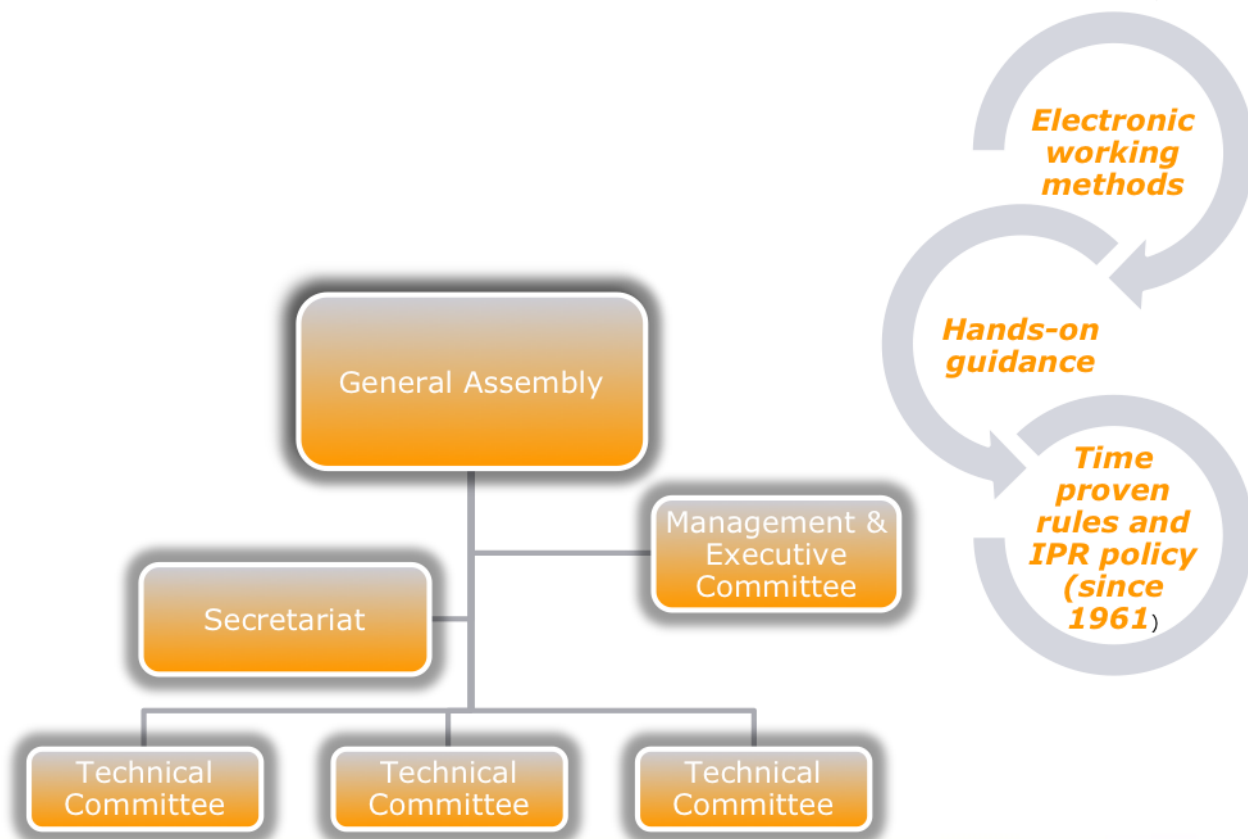 Electronic
working
methods
Hands-on
guidance
Time
proven
rules and
IPR policy
(since
1961)
General Assembly
Management &
Executive
Committee
Secretariat
Technical
Committee
Technical
Committee
Technical
Committee